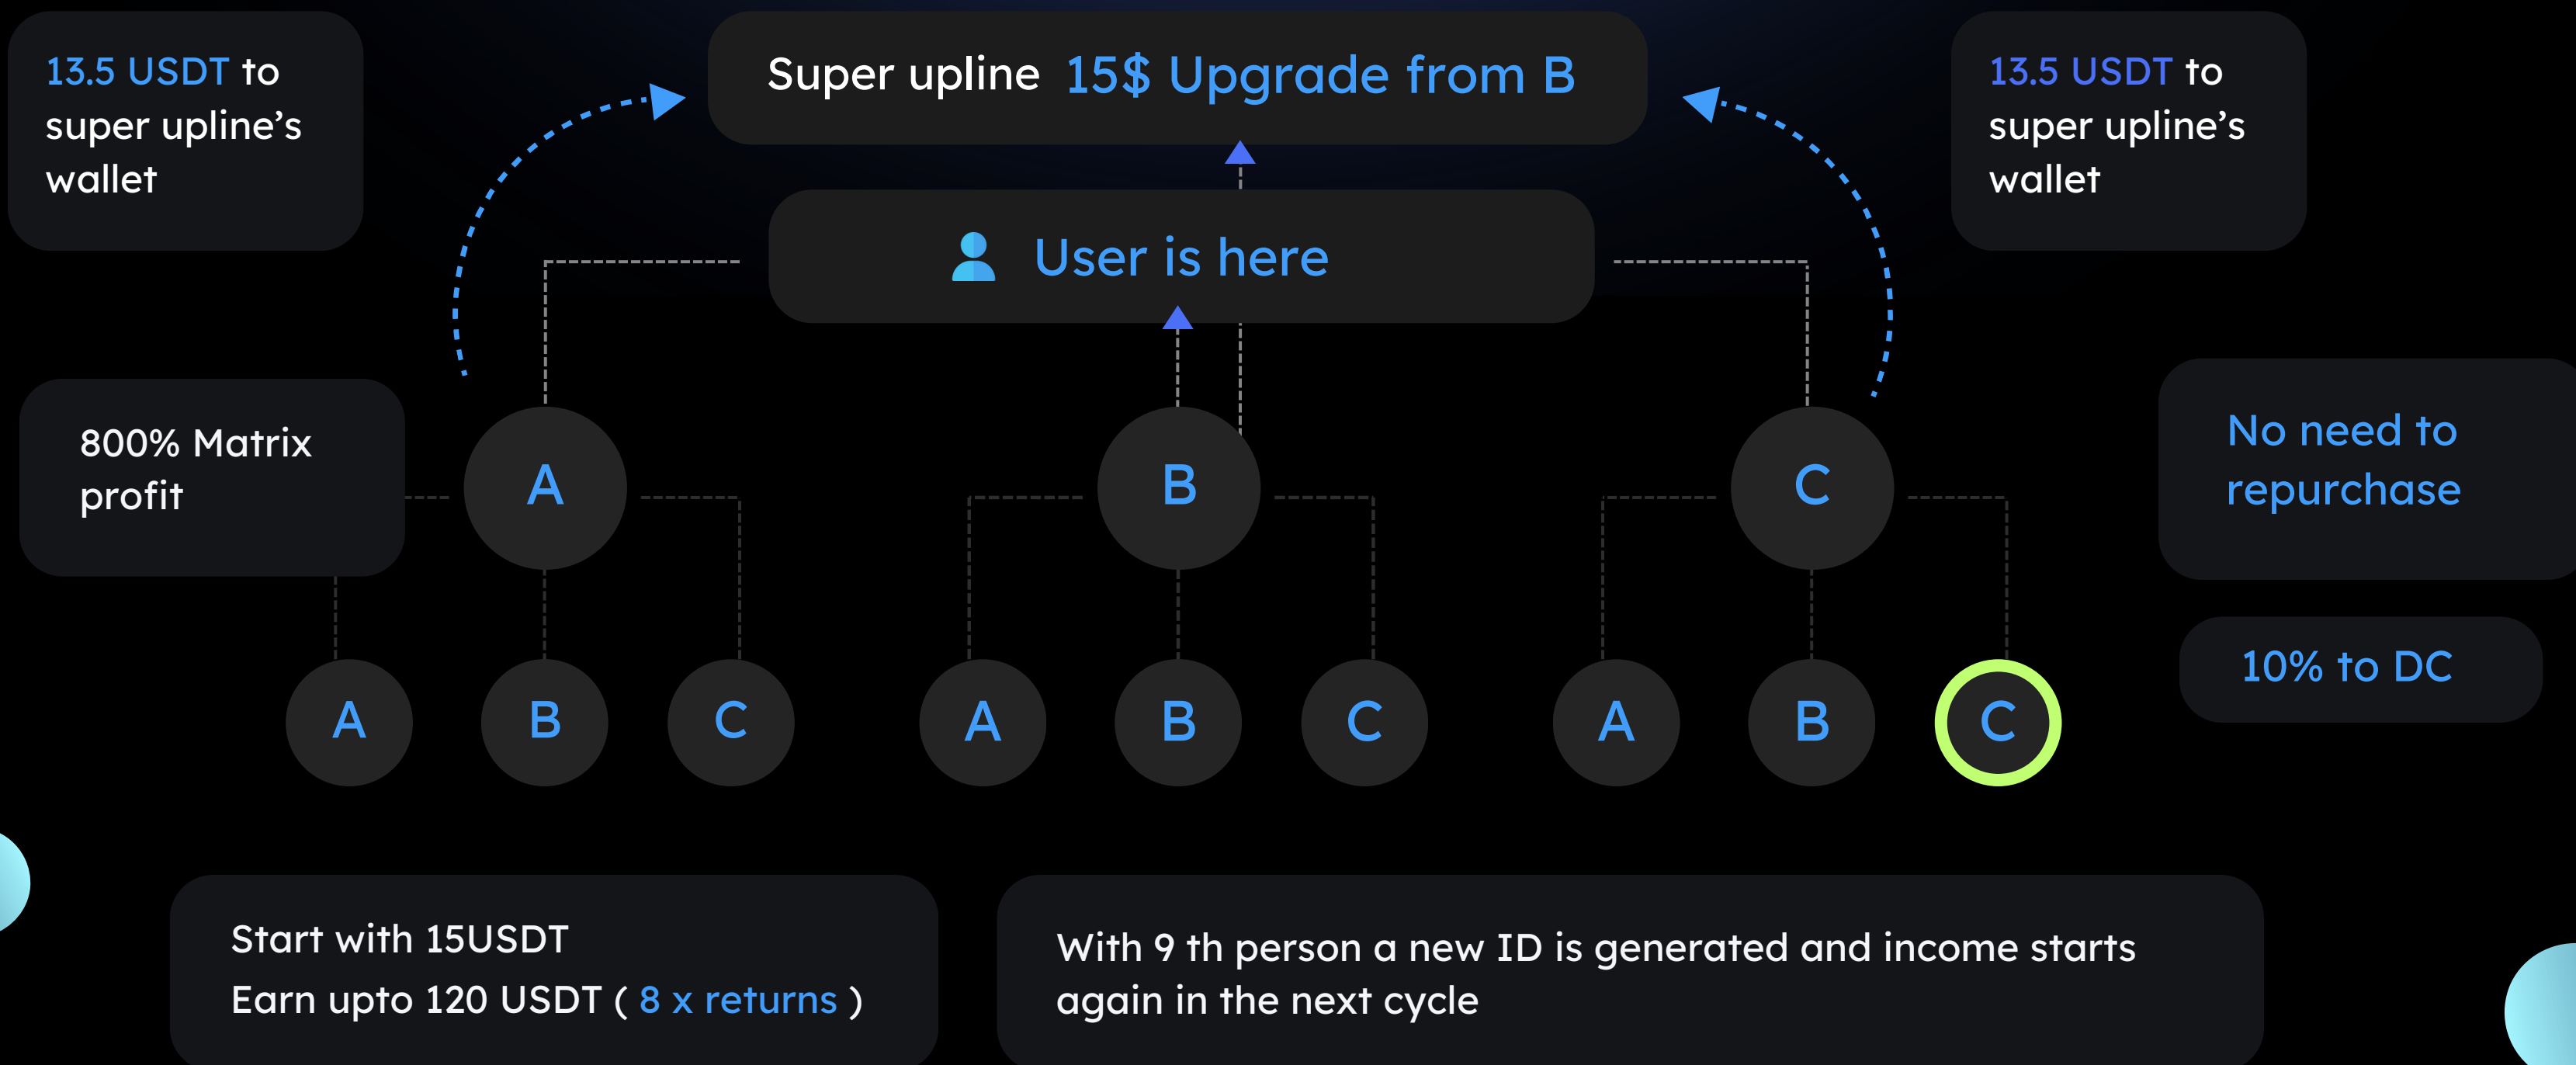 13.5 USDT to
super upline's
wallet
Super upline 15$ Upgrade from B
13.5 USDT to
super upline's
wallet
User is here
800% Matrix
profit
A
B
C
No need to
repurchase
10% to DC
A
B
C
A
B
C
A
B
C
Start with 15USDT
Earn upto 120 USDT ( 8 x returns )
With 9 th person a new ID is generated and income starts
again in the next cycle